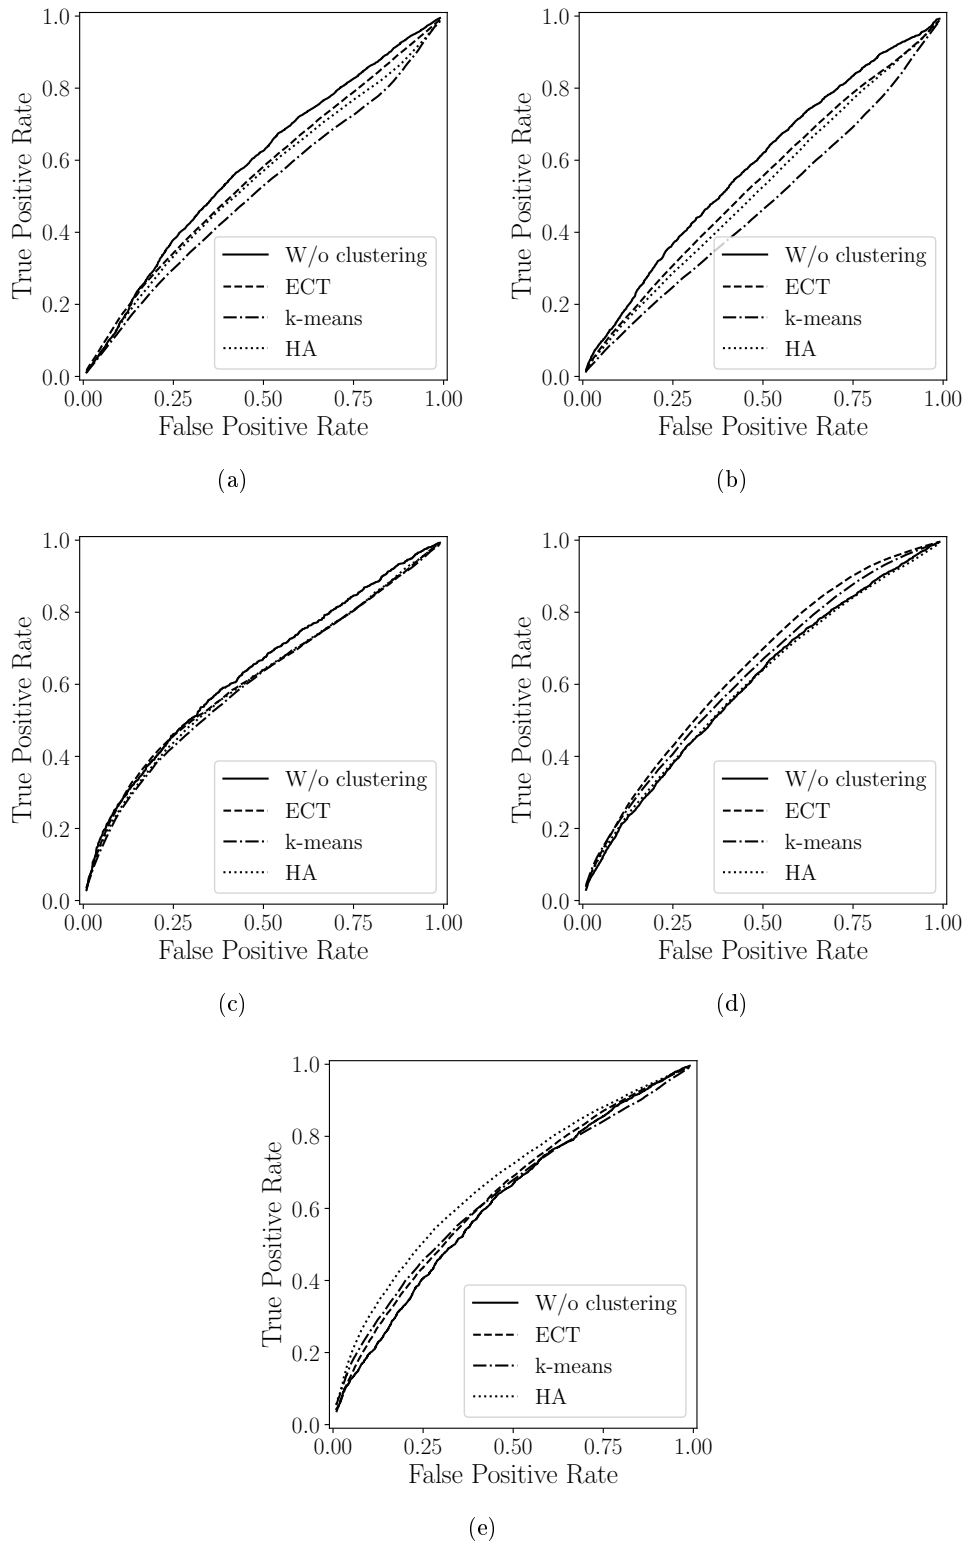 1.0
0.8
0.6
0.4
0.2
0.0
True Positive Rate
W/o clustering
ECT
k-means
HA
0.00 0.25 0.50 0.75 1.00
False Positive Rate
(a)
1.0
0.8
0.6
0.4
0.2
0.0
True Positive Rate
W/o clustering
ECT
k-means
HA
0.00 0.25 0.50 0.75 1.00
False Positive Rate
(b)
1.0
0.8
0.6
0.4
0.2
0.0
True Positive Rate
W/o clustering
ECT
k-means
HA
0.00 0.25 0.50 0.75 1.00
False Positive Rate
(c)
1.0
0.8
0.6
0.4
0.2
0.0
True Positive Rate
W/o clustering
ECT
k-means
HA
0.00 0.25 0.50 0.75 1.00
False Positive Rate
(d)
1.0
0.8
0.6
0.4
0.2
0.0
True Positive Rate
W/o clustering
ECT
k-means
HA
0.00 0.25 0.50 0.75 1.00
False Positive Rate
(e)